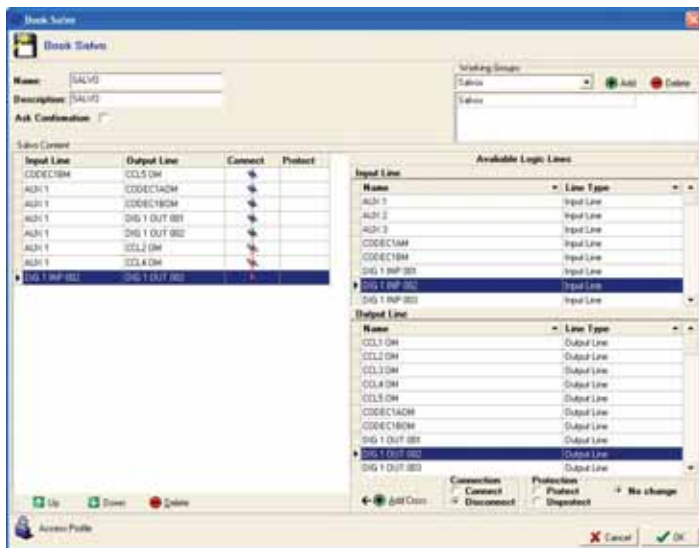 Book Salvo
Book Salvo
Name: SALVO
Description: SALVO
Ask Confirmation
Working Groups
Salvos
Add
Delete
Salvos
Salvo Content
Input Line Output Line Connect Protect
CODEC1BM CCL5 OM
AUX 1 CODEC1AOM
AUX 1 CODEC1BOM
AUX 1 DIG 1 OUT 001
AUX 1 DIG 1 OUT 002
AUX 1 CCL2 OM
AUX 1 CCL4 OM
DIG 1 INP 002 DIG 1 OUT 002
Available Logic Lines
Input Line
Name Line Type
AUX 1 Input Line
AUX 2 Input Line
AUX 3 Input Line
CODEC1AM Input Line
CODEC1BM Input Line
DIG 1 INP 001 Input Line
DIG 1 INP 002 Input Line
DIG 1 INP 003 Input Line
Output Line
Name Line Type
CCL1 OM Output Line
CCL2 OM Output Line
CCL3 OM Output Line
CCL4 OM Output Line
CCL5 OM Output Line
CODEC1AOM Output Line
CODEC1BOM Output Line
DIG 1 OUT 001 Output Line
DIG 1 OUT 002 Output Line
DIG 1 OUT 003 Output Line
Up Down Delete
Add Cross
Connection
Connect
Disconnect
Protection
Protect
Unprotect
No change
Access Profile
Cancel OK